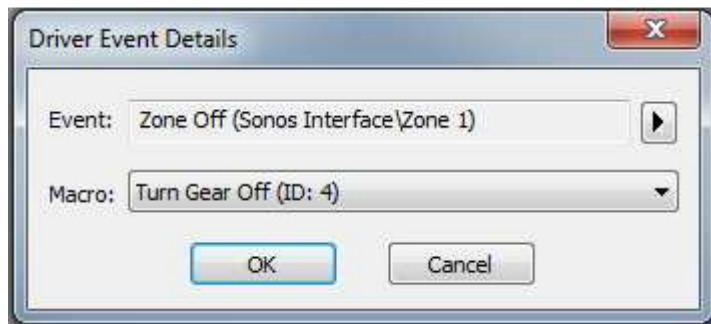 Driver Event Details
Event: Zone Off (Sonos Interface\Zone 1)
Macro: Turn Gear Off (ID: 4)
OK Cancel